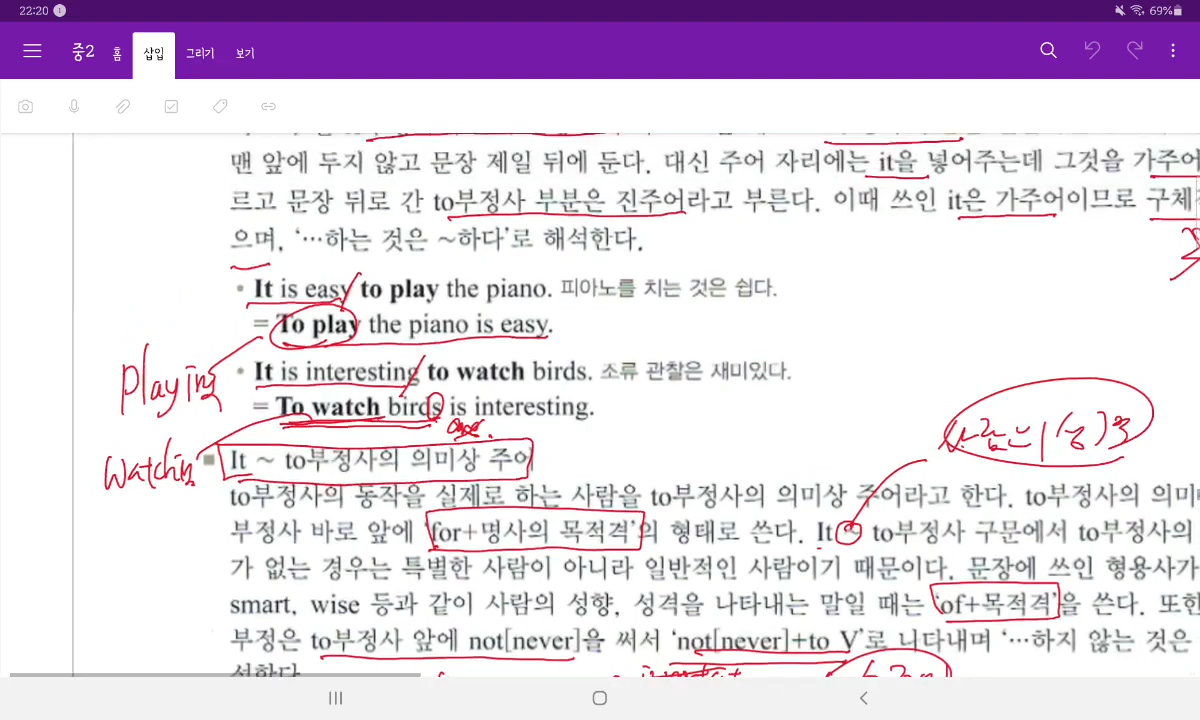 22:20
69%
중2 홈 삽입 그리기 보기
맨 앞에 두지 않고 문장 제일 뒤에 둔다. 대신 주어 자리에는 it을 넣어주는데 그것을 가주어
르고 문장 뒤로 간 to부정사 부분은 진주어라고 부른다. 이때 쓰인 it은 가주어이므로 구체
으며, ‘…하는 것은 ~하다’로 해석한다.
• It is easy to play the piano. 피아노를 치는 것은 쉽다.
= To play the piano is easy.
Playing
• It is interesting to watch birds. 조류 관찰은 재미있다.
= To watch birds is interesting.
Watching
■ It ~ to부정사의 의미상 주어
to부정사의 동작을 실제로 하는 사람을 to부정사의 의미상 주어라고 한다. to부정사의 의미
부정사 바로 앞에 ‘for+명사의 목적격’의 형태로 쓴다. It ~ to부정사 구문에서 to부정사의
가 없는 경우는 특별한 사람이 아니라 일반적인 사람이기 때문이다. 문장에 쓰인 형용사가
smart, wise 등과 같이 사람의 성향, 성격을 나타내는 말일 때는 ‘of+목적격’을 쓴다. 또한
부정은 to부정사 앞에 not[never]을 써서 ‘not[never]+to V’로 나타내며 ‘…하지 않는 것은
석한다.